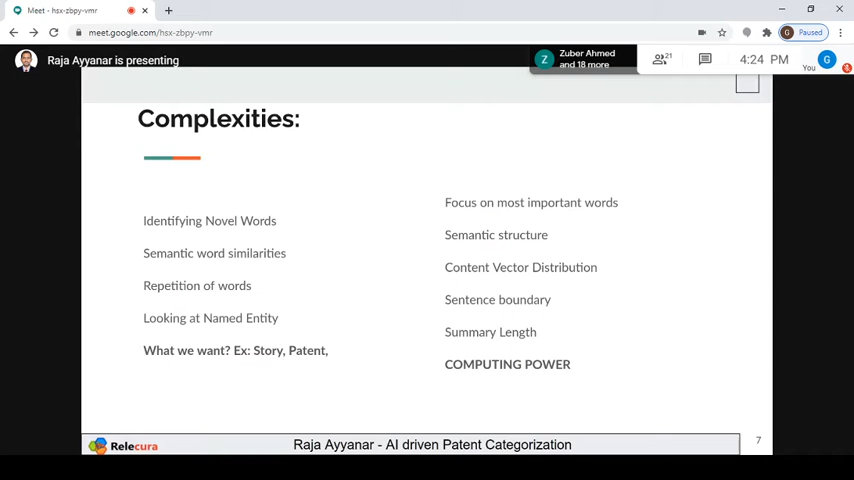 Meet - hsx-zbpy-vmr
meet.google.com/hsx-zbpy-vmr
G
Paused
Raja Ayyanar is presenting
Z
Zuber Ahmed
and 18 more
21
4:24 PM
You
G
Complexities:
Identifying Novel Words
Semantic word similarities
Repetition of words
Looking at Named Entity
What we want? Ex: Story, Patent,
Focus on most important words
Semantic structure
Content Vector Distribution
Sentence boundary
Summary Length
COMPUTING POWER
Relecura
Raja Ayyanar - AI driven Patent Categorization
7